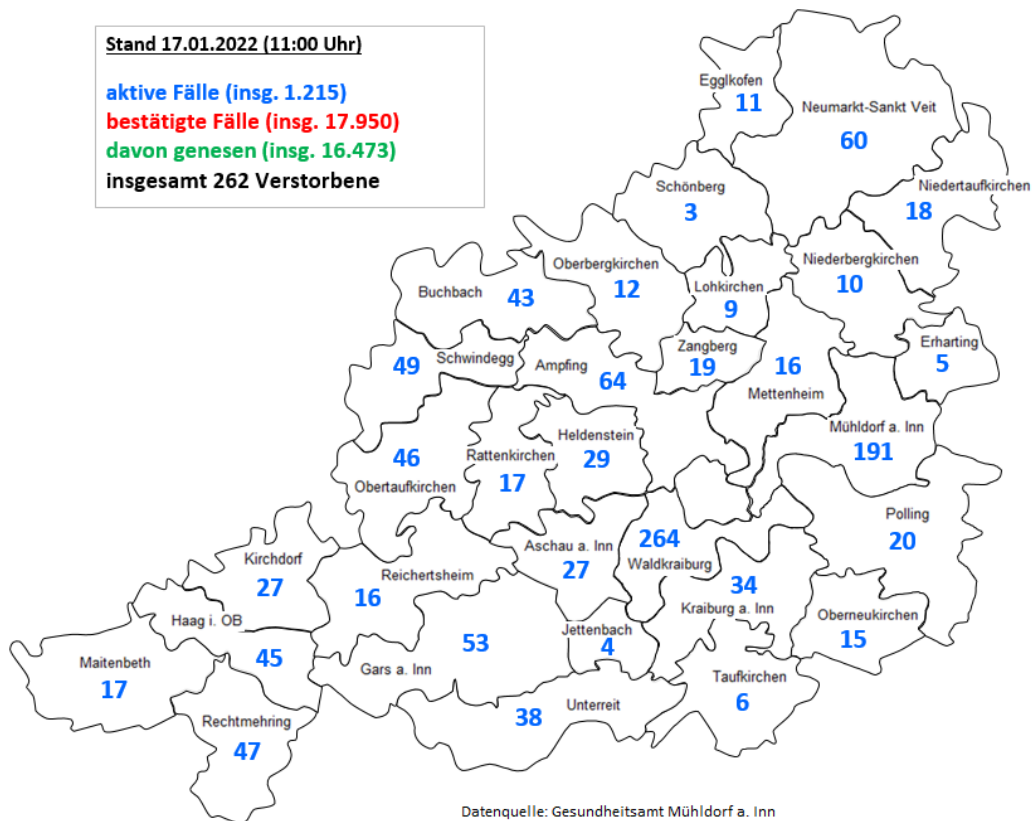 Stand 17.01.2022 (11:00 Uhr)
aktive Fälle (insg. 1.215)
bestätigte Fälle (insg. 17.950)
davon genesen (insg. 16.473)
insgesamt 262 Verstorbene
Egglkofen
11
Neumarkt-Sankt Veit
60
Schönberg
3
Niedertaufkirchen
18
Oberbergkirchen
12
Niederbergkirchen
10
Buchbach
43
Lohkirchen
9
Erharting
5
Schwindegg
49
Ampfing
64
Zangberg
19
16
Mettenheim
Mühldorf a. Inn
191
Heldenstein
29
46
Obertaufkirchen
Rattenkirchen
17
Polling
20
Aschau a. Inn
27
264
Waldkraiburg
Kirchdorf
27
Reichertsheim
16
34
Kraiburg a. Inn
Haag i. OB
45
Oberneukirchen
15
Jettenbach
4
53
Gars a. Inn
Maitenbeth
17
Taufkirchen
6
Unterreit
38
Rechtmehring
47
Datenquelle: Gesundheitsamt Mühldorf a. Inn